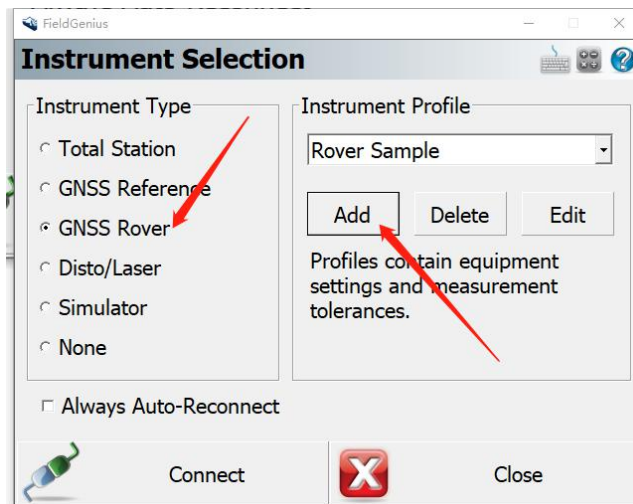 FieldGenius
Instrument Selection
Instrument Type
Total Station
GNSS Reference
GNSS Rover
Disto/Laser
Simulator
None
Instrument Profile
Rover Sample
Add
Delete
Edit
Profiles contain equipment
settings and measurement
tolerances.
Always Auto-Reconnect
Connect
Close